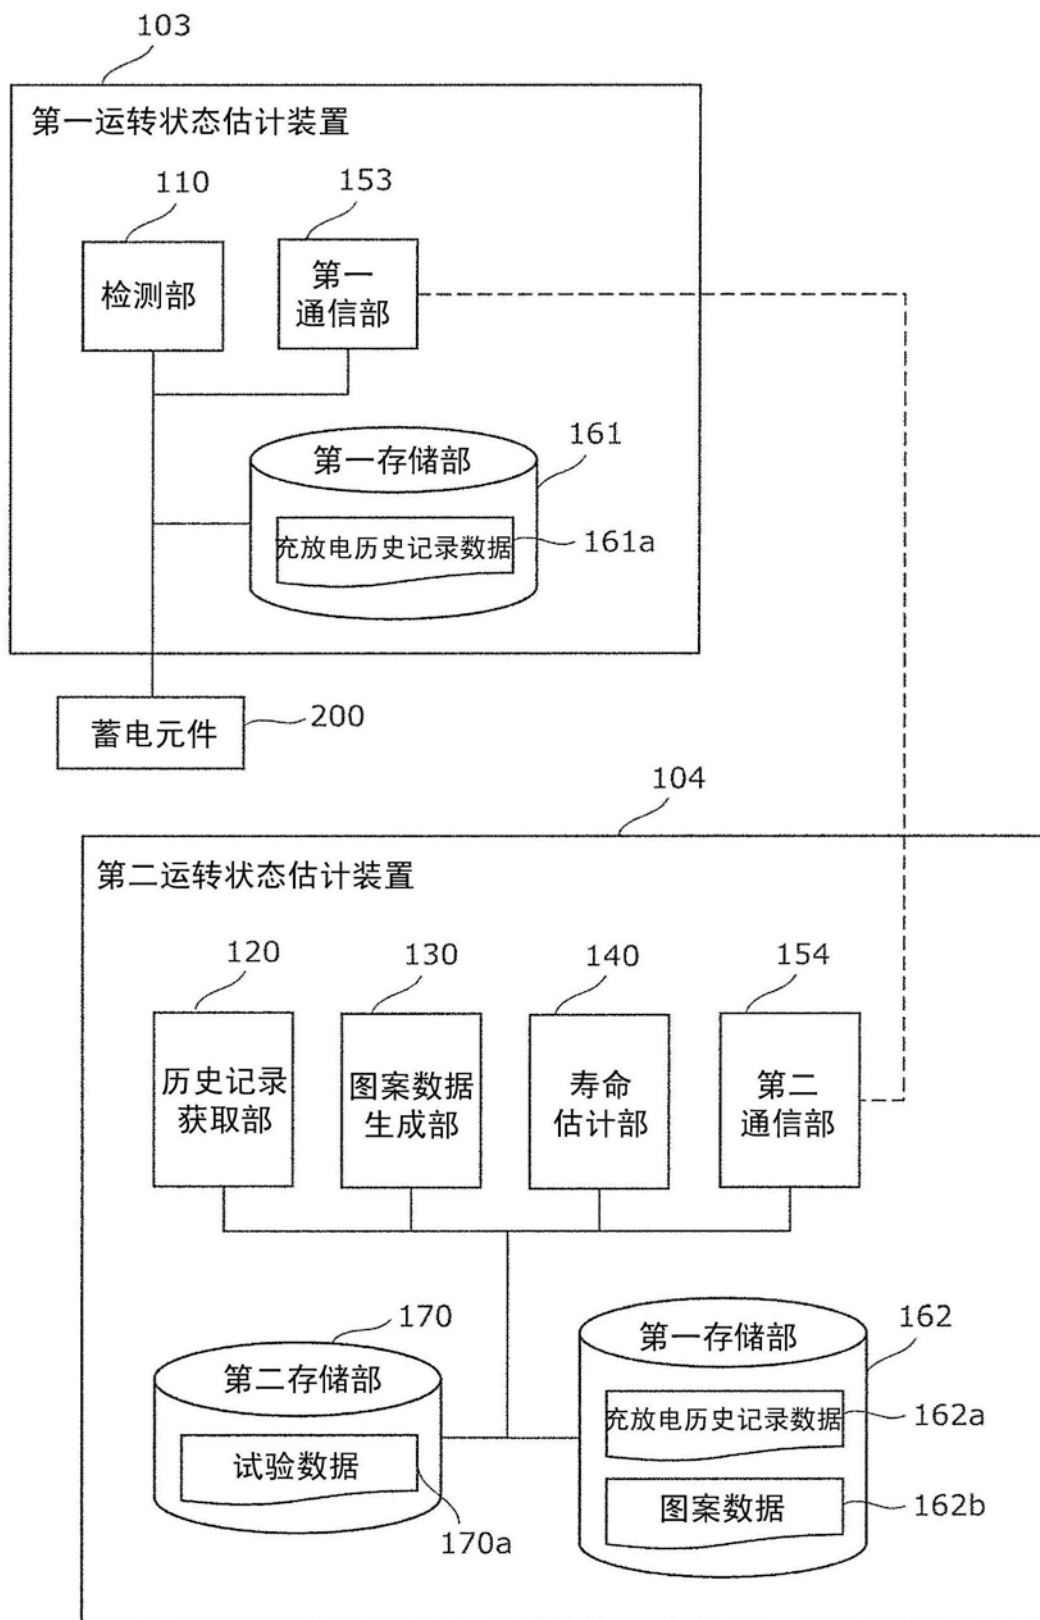 103
第一运转状态估计装置
110
153
检测部
第一
通信部
第一存储部
161
充放电历史记录数据
161a
蓄电元件
200
104
第二运转状态估计装置
120
130
140
154
历史记录
获取部
图案数据
生成部
寿命
估计部
第二
通信部
170
第二存储部
试验数据
170a
第一存储部
162
充放电历史记录数据
162a
图案数据
162b